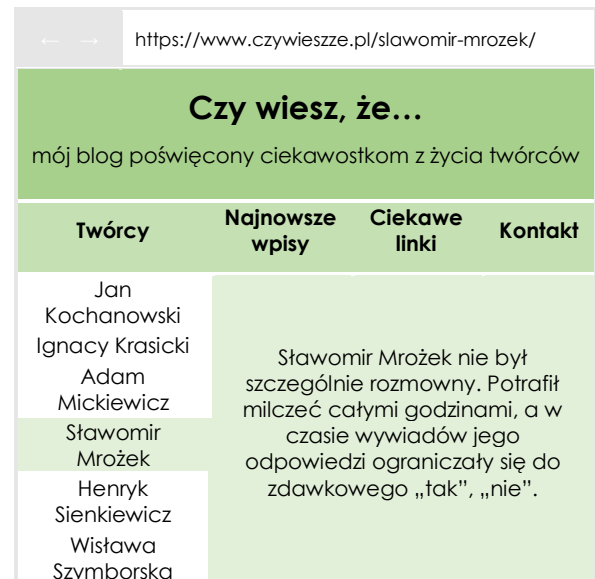 ← →
https://www.czywieszze.pl/slawomir-mrozek/
Czy wiesz, że…
mój blog poświęcony ciekawostkom z życia twórców
Twórcy
Najnowsze
wpisy
Ciekawe
linki
Kontakt
Jan
Kochanowski
Ignacy Krasicki
Adam
Mickiewicz
Sławomir
Mrożek
Henryk
Sienkiewicz
Wisława
Szymborska
Sławomir Mrożek nie był
szczególnie rozmowny. Potrafił
milczeć całymi godzinami, a w
czasie wywiadów jego
odpowiedzi ograniczały się do
zdawkowego „tak”, „nie”.